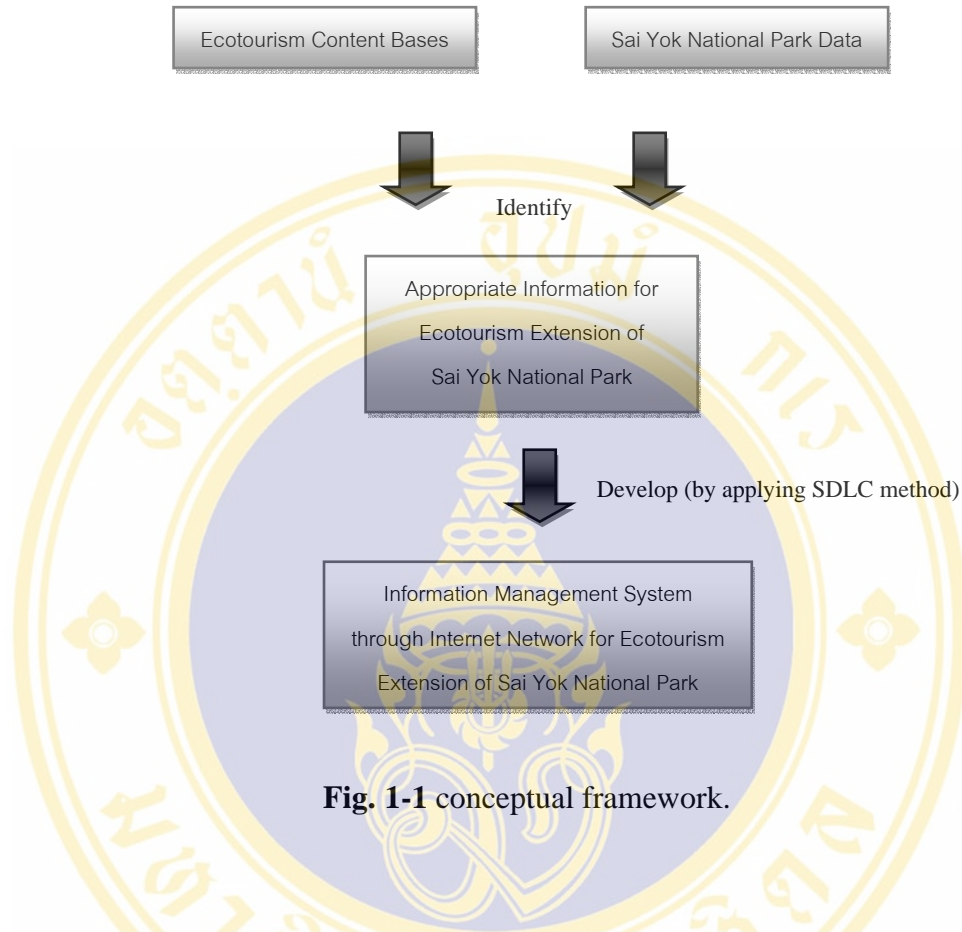 Ecotourism Content Bases
Sai Yok National Park Data
Identify
Appropriate Information for
Ecotourism Extension of
Sai Yok National Park
Develop (by applying SDLC method)
Information Management System
through Internet Network for Ecotourism
Extension of Sai Yok National Park
Fig. 1-1 conceptual framework.